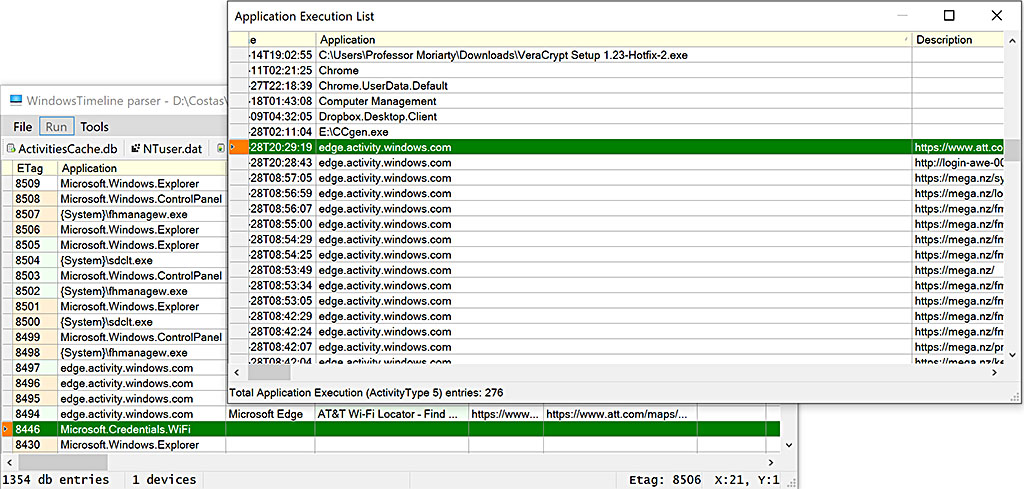 Application Execution List
e Application Description
-14T19:02:55 C:\Users\Professor Moriarty\Downloads\VeraCrypt Setup 1.23-Hotfix-2.exe
-11T02:21:25 Chrome
-27T22:18:39 Chrome.UserData.Default
-18T01:43:08 Computer Management
-09T04:32:05 Dropbox.Desktop.Client
-28T02:11:04 E:\CCgen.exe
-28T20:29:19 edge.activity.windows.com https://www.att.co
-28T20:28:43 edge.activity.windows.com http://login-awe-00
-28T08:57:05 edge.activity.windows.com https://mega.nz/sy
-28T08:56:59 edge.activity.windows.com https://mega.nz/lo
-28T08:56:07 edge.activity.windows.com https://mega.nz/fm
-28T08:55:00 edge.activity.windows.com https://mega.nz/fm
-28T08:54:29 edge.activity.windows.com https://mega.nz/fm
-28T08:54:25 edge.activity.windows.com https://mega.nz/fm
-28T08:53:49 edge.activity.windows.com https://mega.nz/
-28T08:53:34 edge.activity.windows.com https://mega.nz/fm
-28T08:53:05 edge.activity.windows.com https://mega.nz/fm
-28T08:42:29 edge.activity.windows.com https://mega.nz/fm
-28T08:42:24 edge.activity.windows.com https://mega.nz/fm
-28T08:42:07 edge.activity.windows.com https://mega.nz/pr
-28T08:42:04 edge.activity.windows.com https://mega.nz/ke
Total Application Execution (ActivityType 5) entries: 276
WindowsTimeline parser - D:\Costas\
File Run Tools
ActivitiesCache.db NTuser.dat
ETag Application
8509 Microsoft.Windows.Explorer
8508 Microsoft.Windows.ControlPanel
8507 {System}\fhmanagew.exe
8506 Microsoft.Windows.Explorer
8505 Microsoft.Windows.Explorer
8504 {System}\sdclt.exe
8503 Microsoft.Windows.ControlPanel
8502 {System}\fhmanagew.exe
8501 Microsoft.Windows.Explorer
8500 {System}\sdclt.exe
8499 Microsoft.Windows.ControlPanel
8498 {System}\fhmanagew.exe
8497 edge.activity.windows.com
8496 edge.activity.windows.com
8495 edge.activity.windows.com
8494 edge.activity.windows.com Microsoft Edge AT&T Wi-Fi Locator - Find ... https://www... https://www.att.com/maps/...
8446 Microsoft.Credentials.WiFi
8430 Microsoft.Windows.Explorer
1354 db entries 1 devices Etag: 8506 X:21, Y:1